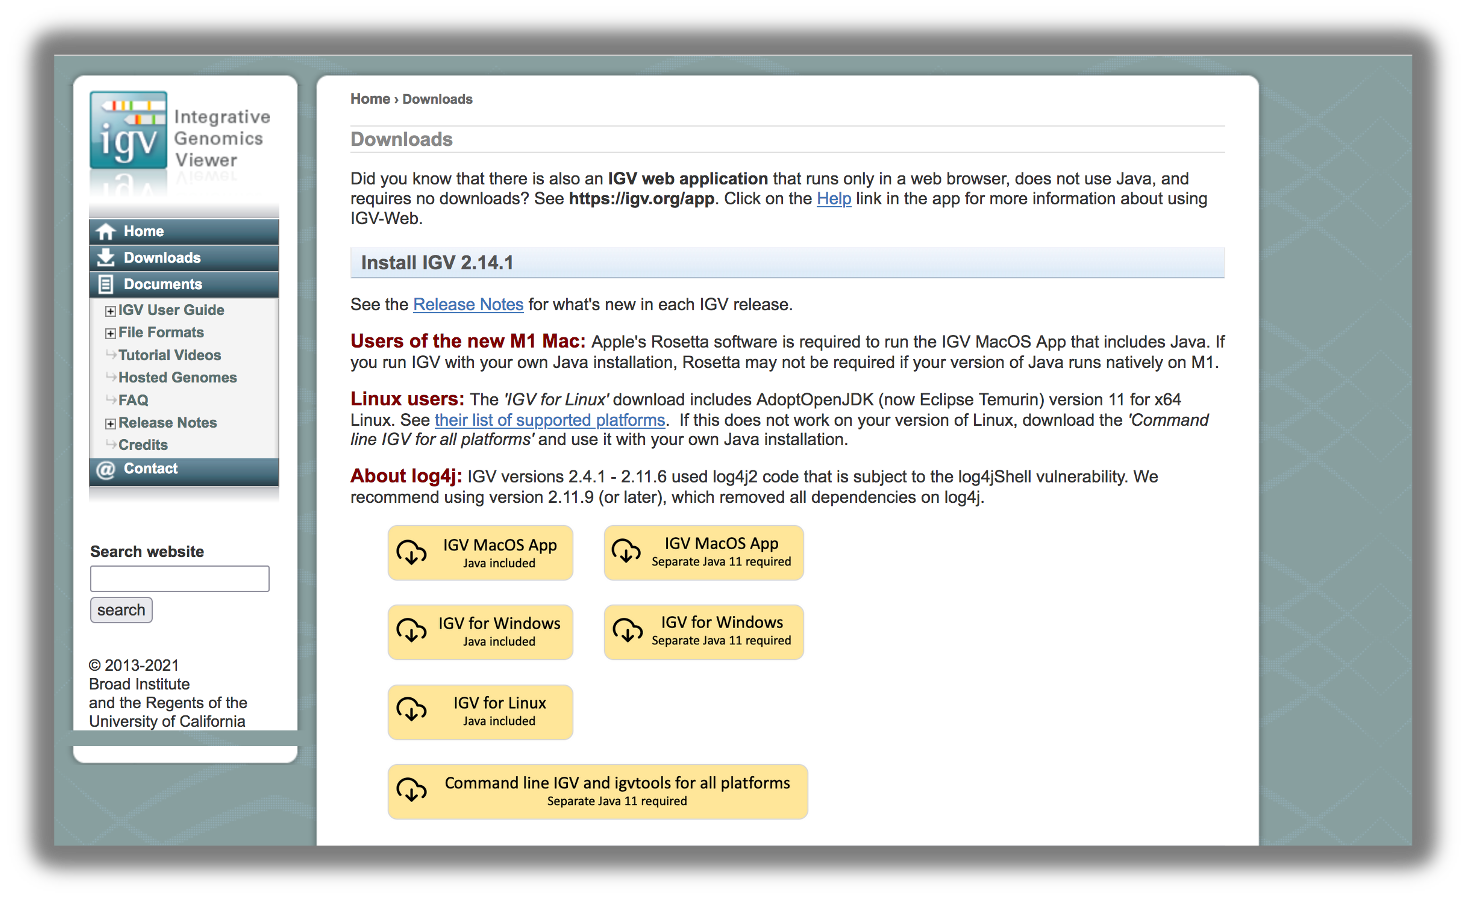 igv
Integrative
Genomics
Viewer
Home
Downloads
Documents
IGV User Guide
File Formats
Tutorial Videos
Hosted Genomes
FAQ
Release Notes
Credits
@ Contact
Search website
search
© 2013-2021
Broad Institute
and the Regents of the
University of California
Home › Downloads
Downloads
Did you know that there is also an IGV web application that runs only in a web browser, does not use Java, and
requires no downloads? See https://igv.org/app. Click on the Help link in the app for more information about using
IGV-Web.
Install IGV 2.14.1
See the Release Notes for what's new in each IGV release.
Users of the new M1 Mac: Apple's Rosetta software is required to run the IGV MacOS App that includes Java. If
you run IGV with your own Java installation, Rosetta may not be required if your version of Java runs natively on M1.
Linux users: The 'IGV for Linux' download includes AdoptOpenJDK (now Eclipse Temurin) version 11 for x64
Linux. See their list of supported platforms. If this does not work on your version of Linux, download the 'Command
line IGV for all platforms' and use it with your own Java installation.
About log4j: IGV versions 2.4.1 - 2.11.6 used log4j2 code that is subject to the log4jShell vulnerability. We
recommend using version 2.11.9 (or later), which removed all dependencies on log4j.
IGV MacOS App
Java included
IGV MacOS App
Separate Java 11 required
IGV for Windows
Java included
IGV for Windows
Separate Java 11 required
IGV for Linux
Java included
Command line IGV and igvtools for all platforms
Separate Java 11 required